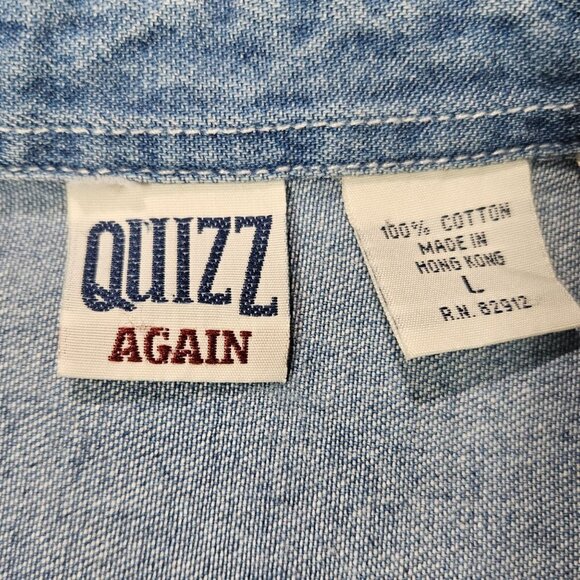 QUIZZ
AGAIN
100% COTTON
MADE IN
HONG KONG
L
R.N. 82912